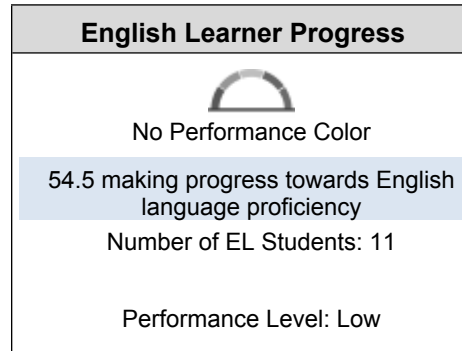 English Learner Progress
No Performance Color
54.5 making progress towards English
language proficiency
Number of EL Students: 11
Performance Level: Low